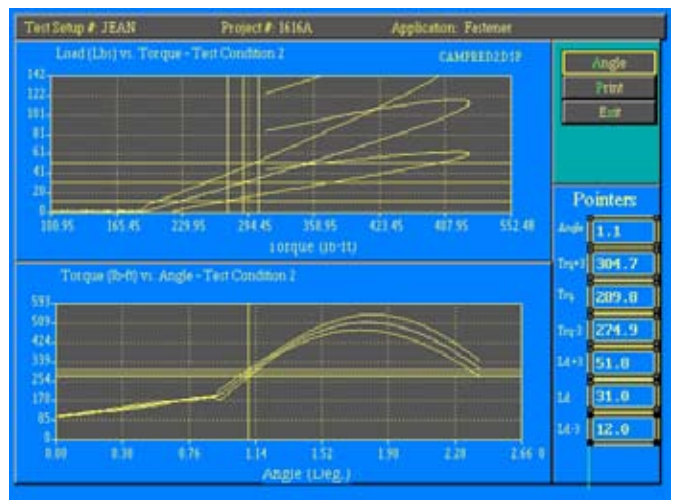 Test Setup #: JEAN Project #: 1616A Application: Fastener
Load (Lbs) vs. Torque - Test Condition 2
142
122
101
81
61
41
20
0
100.95 165.45 229.95 294.45 358.95 423.45 487.95 552.48
Torque (lb-ft)
Torque (lb-ft) vs. Angle - Test Condition 2
593
509
424
339
254
170
85
0
0.00 0.38 0.76 1.14 1.52 1.90 2.28 2.66 0
Angle (Deg.)
Angle
Print
Exit
Pointers
Angle 1.1
Trq+3 304.7
Trq 289.8
Trq-3 274.9
Ld+3 51.8
Ld 31.0
Ld-3 12.0